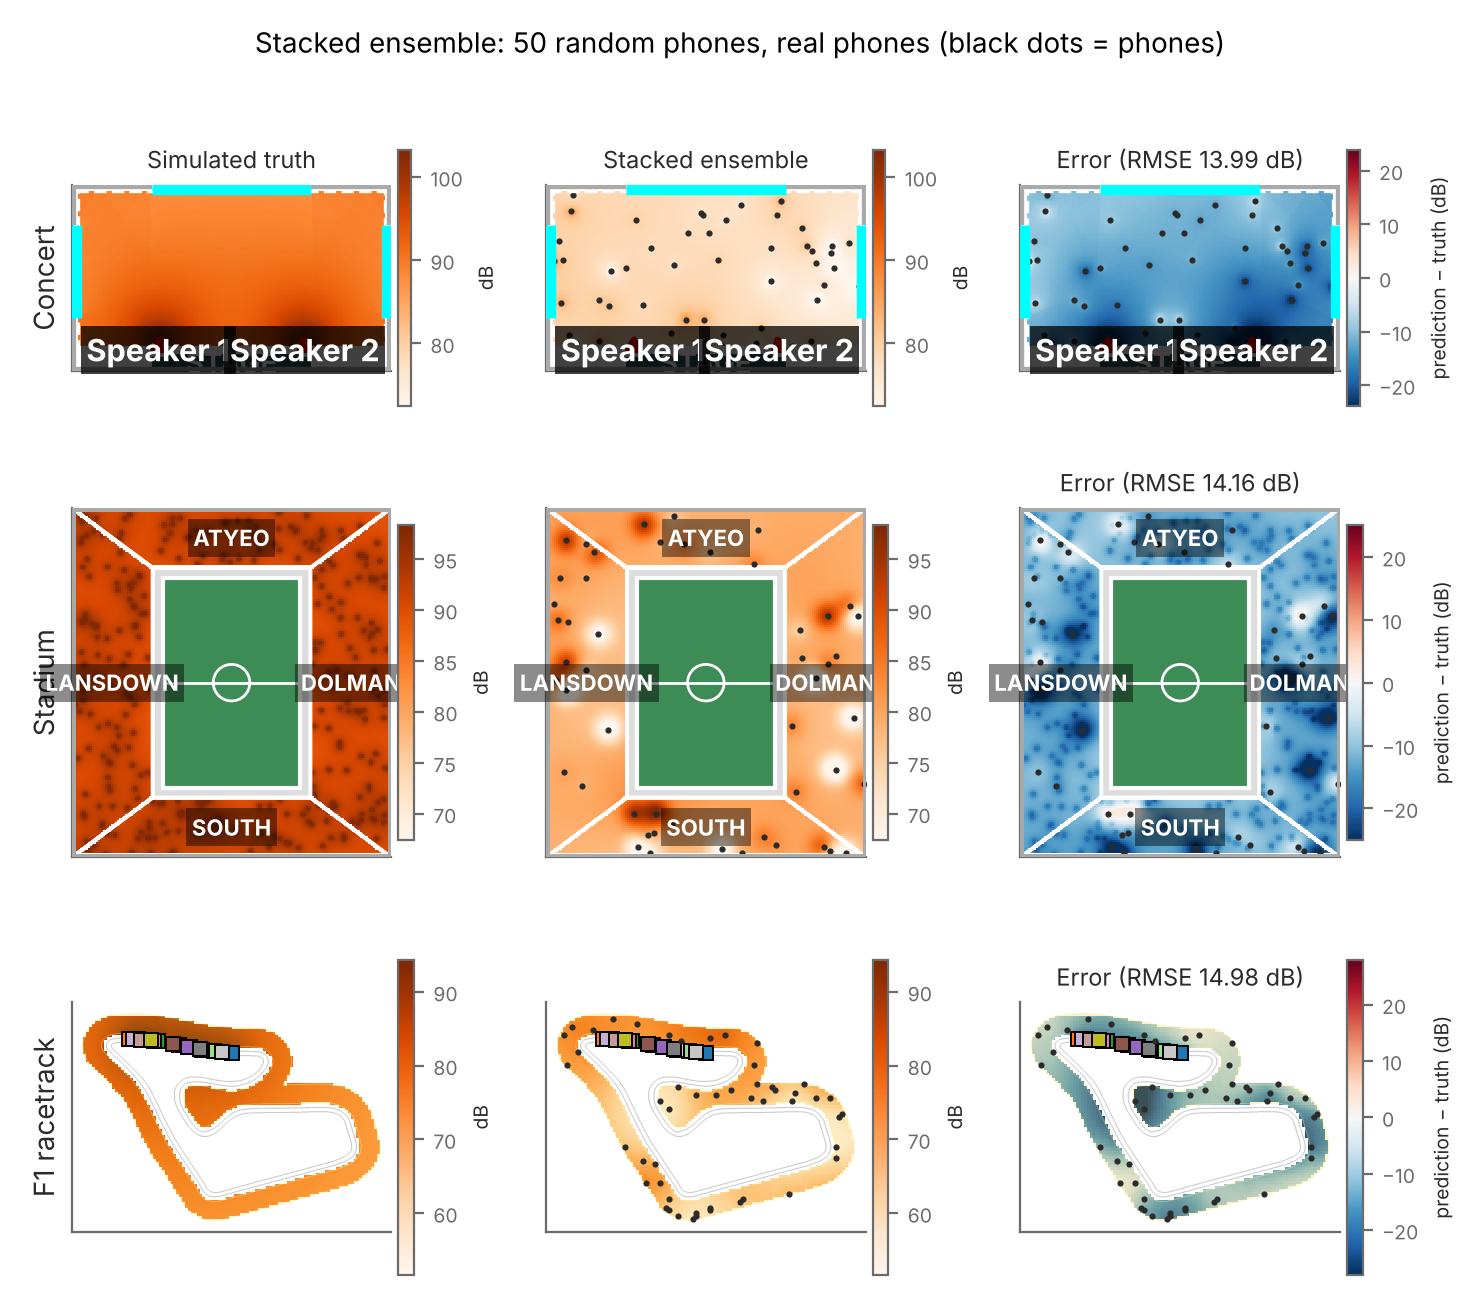 Stacked ensemble: 50 random phones, real phones (black dots = phones)
Simulated truth
Stacked ensemble
Error (RMSE 13.99 dB)
Concert
Speaker 1
Speaker 2
100
90
80
dB
Speaker 1
Speaker 2
100
90
80
dB
Speaker 1
Speaker 2
20
10
0
−10
−20
prediction − truth (dB)
Error (RMSE 14.16 dB)
Stadium
ATYEO
LANSDOWN
DOLMAN
SOUTH
95
90
85
80
75
70
dB
ATYEO
LANSDOWN
DOLMAN
SOUTH
95
90
85
80
75
70
dB
ATYEO
LANSDOWN
DOLMAN
SOUTH
20
10
0
−10
−20
prediction − truth (dB)
Error (RMSE 14.98 dB)
F1 racetrack
90
80
70
60
dB
90
80
70
60
dB
20
10
0
−10
−20
prediction − truth (dB)